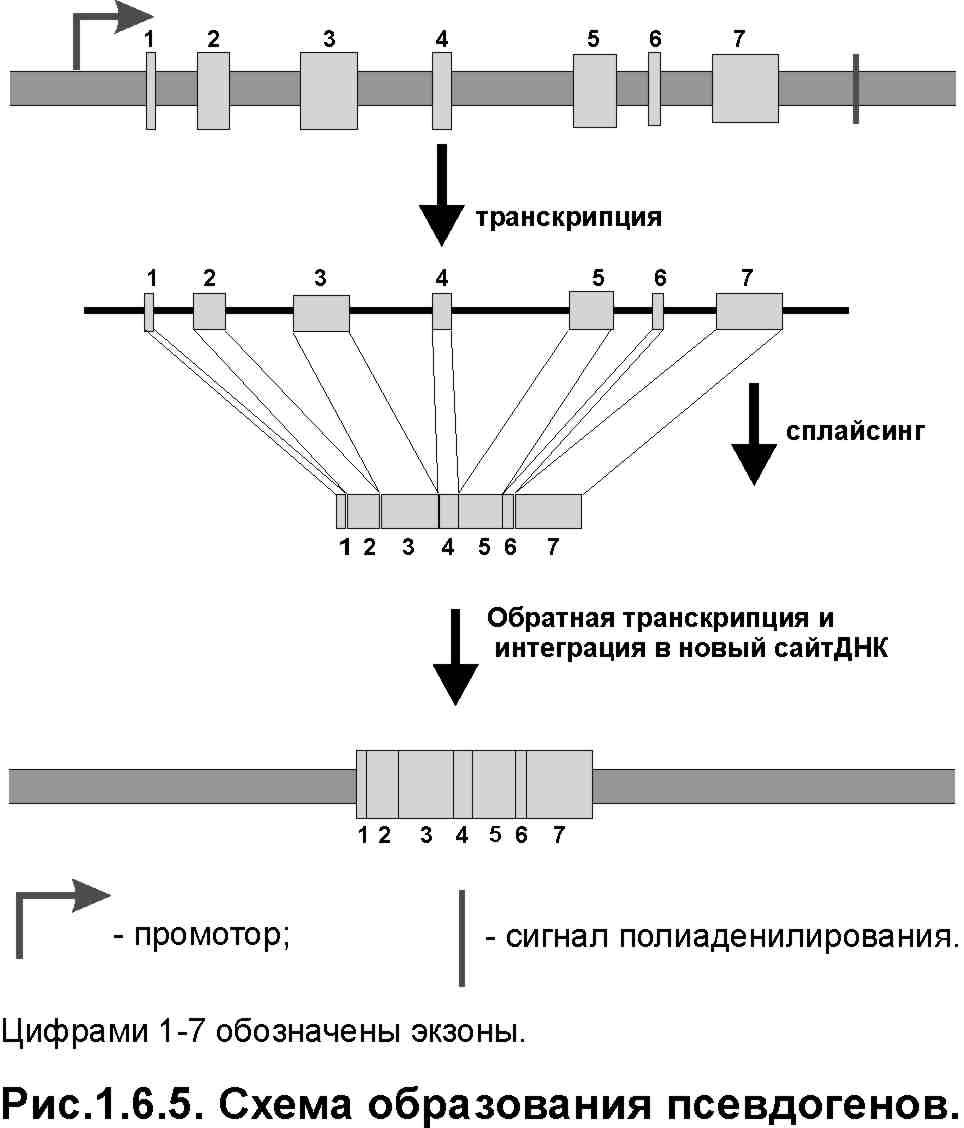 1 2 3 4 5 6 7
транскрипция
1 2 3 4 5 6 7
сплайсинг
1 2 3 4 5 6 7
Обратная транскрипция и
интеграция в новый сайтДНК
1 2 3 4 5 6 7
- промотор; - сигнал полиаденилирования.
Цифрами 1-7 обозначены экзоны.
Рис.1.6.5. Схема образования псевдогенов.